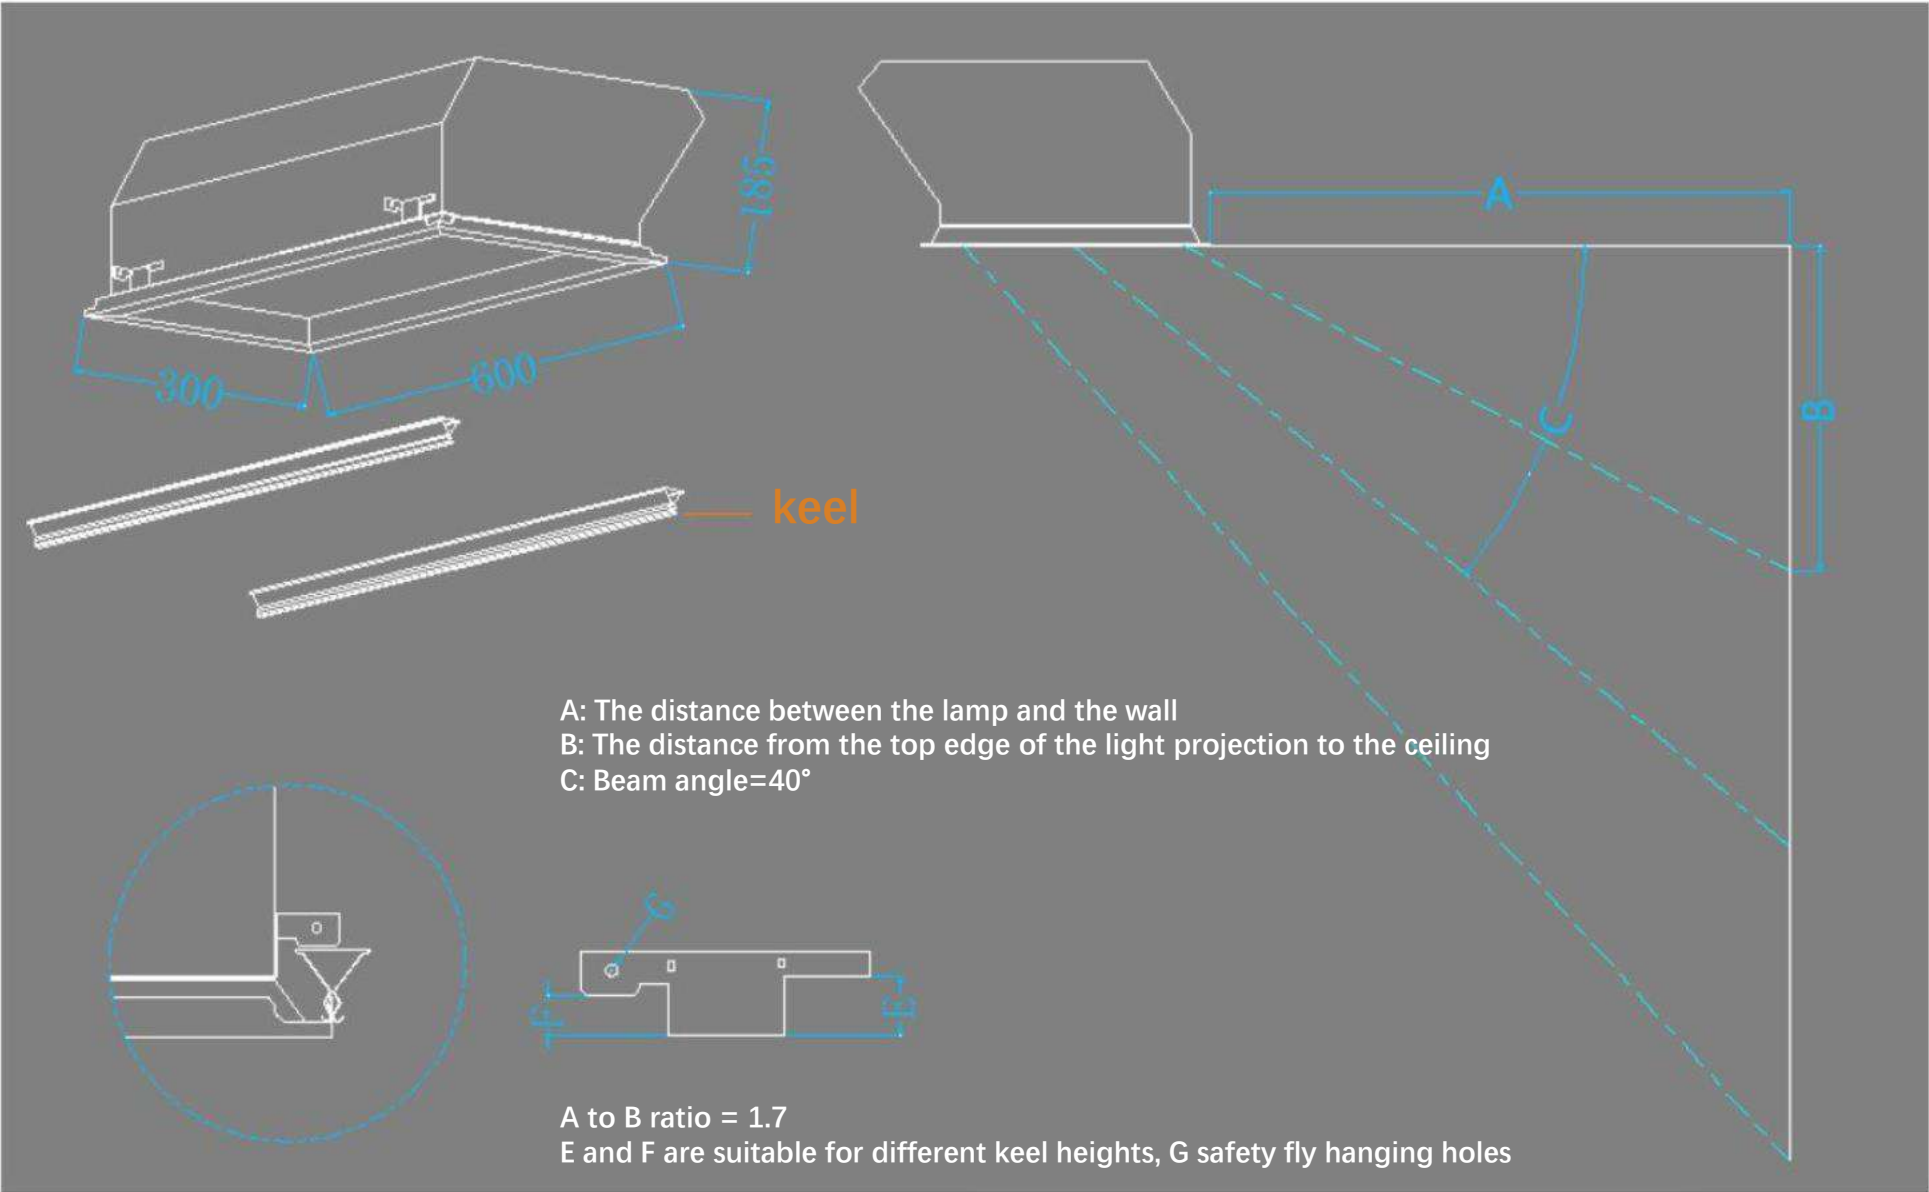 185
A
300
600
B
C
keel
A: The distance between the lamp and the wall
B: The distance from the top edge of the light projection to the ceiling
C: Beam angle=40°
G
F
E
A to B ratio = 1.7
E and F are suitable for different keel heights, G safety fly hanging holes